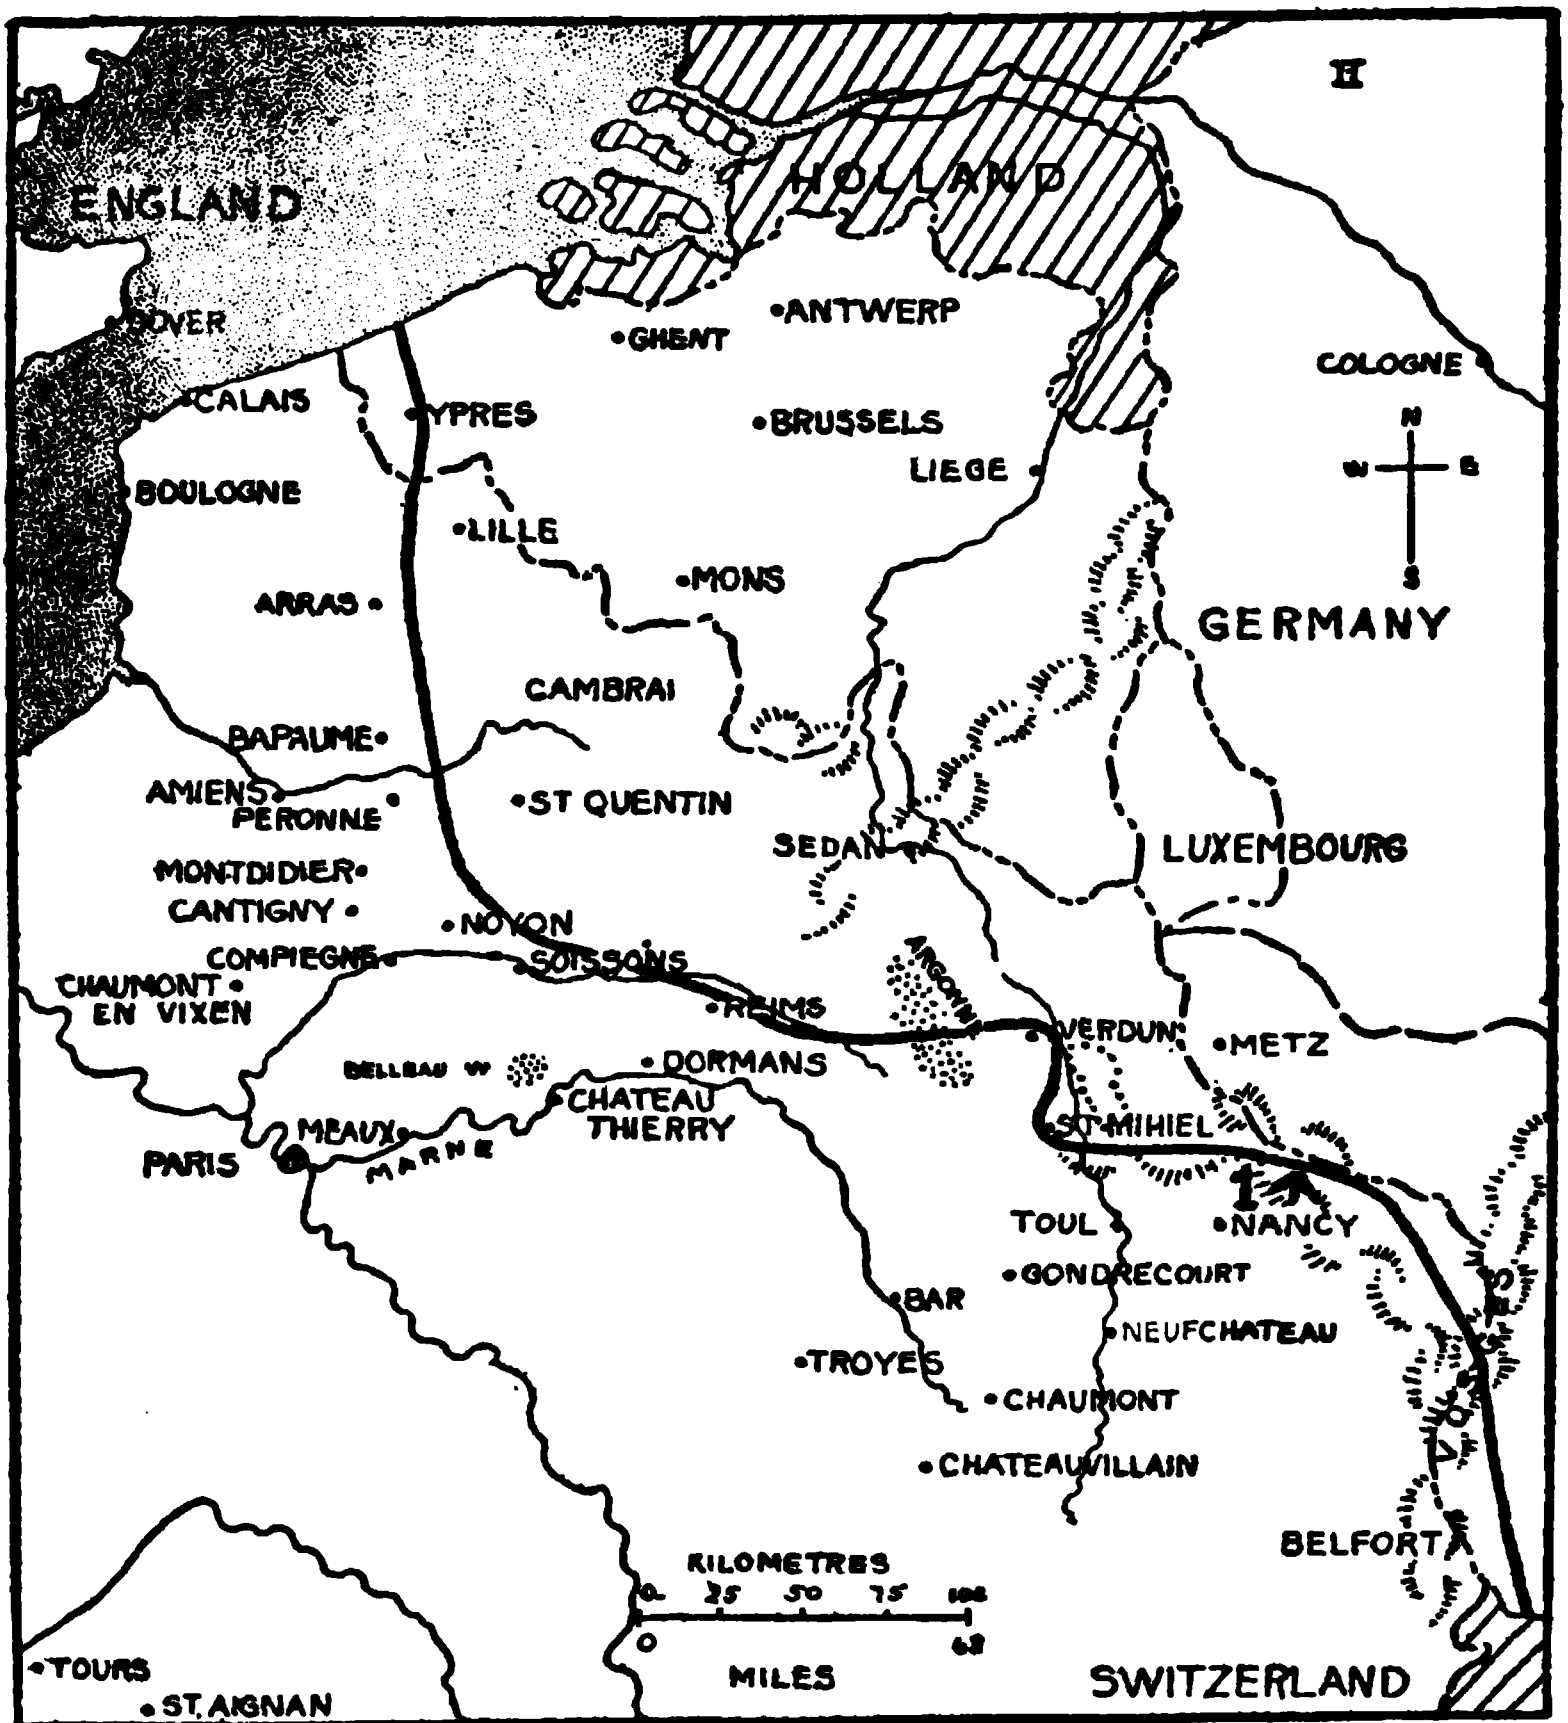 II
HOLLAND
ENGLAND
ANTWERP
DOVER
GHENT
COLOGNE
CALAIS
YPRES
BRUSSELS
N
W E
S
LIEGE
BOULOGNE
LILLE
MONS
ARRAS
GERMANY
CAMBRAI
BAPAUME
AMIENS
PERONNE
ST QUENTIN
SEDAN
LUXEMBOURG
MONTDIDIER
CANTIGNY
NOYON
COMPIEGNE
SOISSONS
ARGONNE
CHAUMONT
EN VIXEN
REIMS
VERDUN
METZ
BELLEAU W
DORMANS
CHATEAU
THIERRY
MEAUX
MARNE
PARIS
ST MIHIEL
1
TOUL
NANCY
GONDRECOURT
BAR
NEUFCHATEAU
VOSGES
TROYES
CHAUMONT
CHATEAUVILLAIN
BELFORT
KILOMETRES
0 25 50 75 100
0 62
MILES
TOURS
ST. AIGNAN
SWITZERLAND